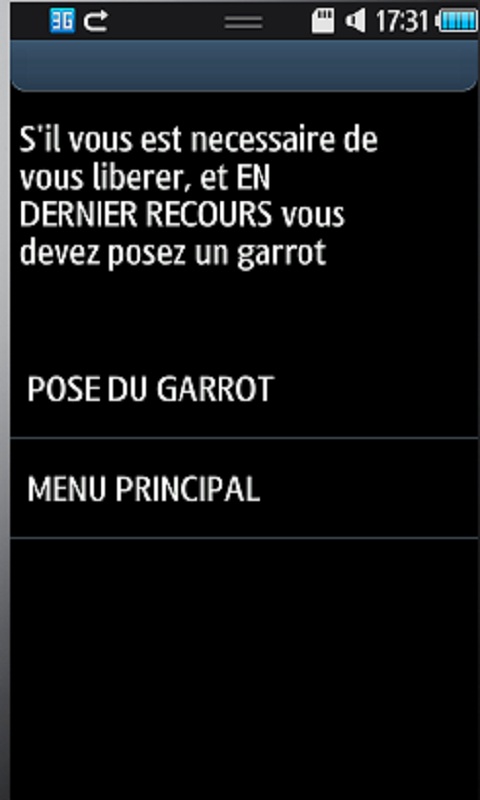 3G 17:31
S'il vous est necessaire de
vous liberer, et EN
DERNIER RECOURS vous
devez posez un garrot
POSE DU GARROT
MENU PRINCIPAL